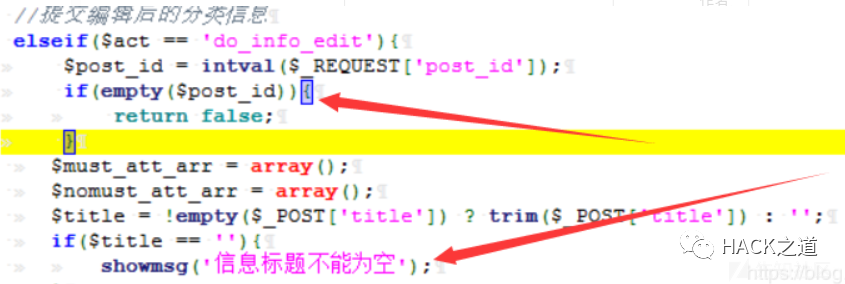 //提交编辑后的分类信息
elseif($act == 'do_info_edit'){
$post_id = intval($_REQUEST['post_id']);
if(empty($post_id)){
return false;
}
$must_att_arr = array();
$nomust_att_arr = array();
$title = !empty($_POST['title']) ? trim($_POST['title']) : '';
if($title == ''){
showmsg('信息标题不能为空');
HACK之道
https://blog